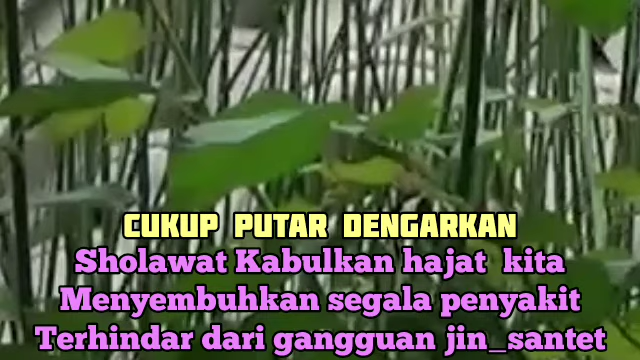 CUKUP PUTAR DENGARKAN
Sholawat Kabulkan hajat kita
Menyembuhkan segala penyakit
Terhindar dari gangguan jin_santet